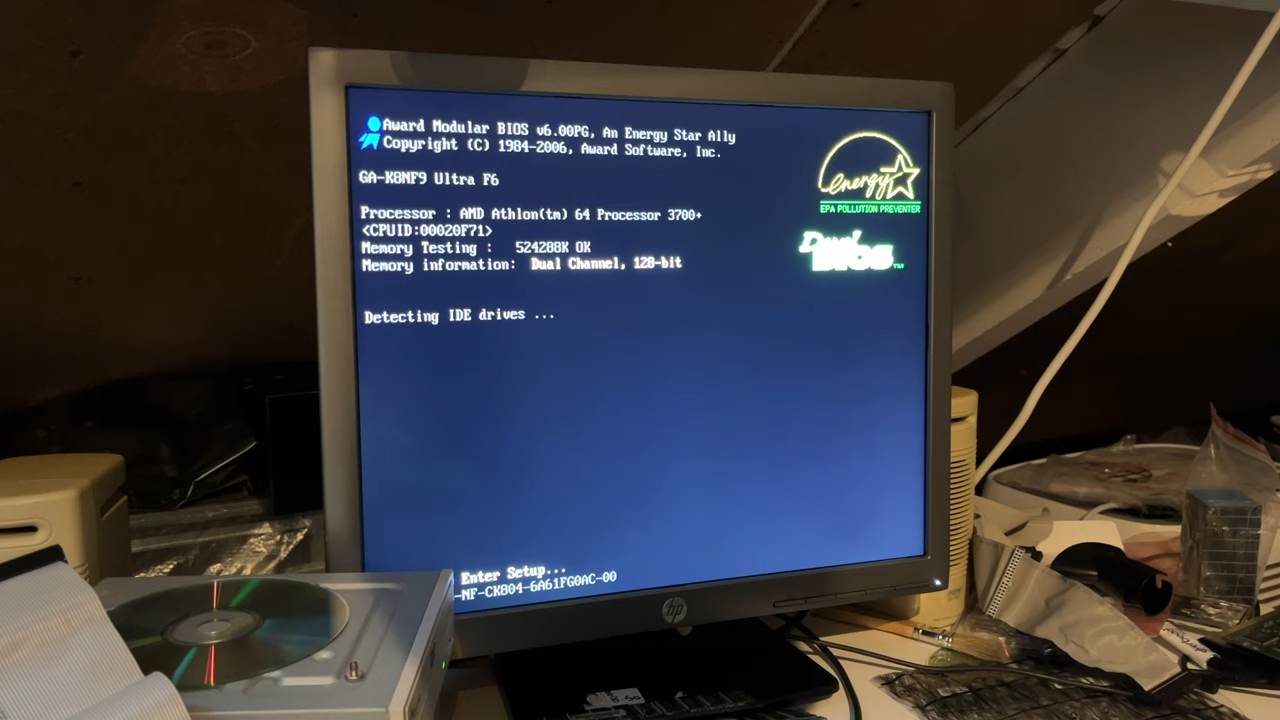 Award Modular BIOS v6.00PG, An Energy Star Ally
Copyright (C) 1984-2006, Award Software, Inc.
GA-K8NF9 Ultra F6
Processor : AMD Athlon(tm) 64 Processor 3700+
<CPUID:00020F71>
Memory Testing : 524288K OK
Memory information: Dual Channel, 128-bit
Detecting IDE drives ...
energy
EPA POLLUTION PREVENTER
Dual
BIOS™
Enter Setup...
-NF-CK804-6A61FG0AC-00
hp